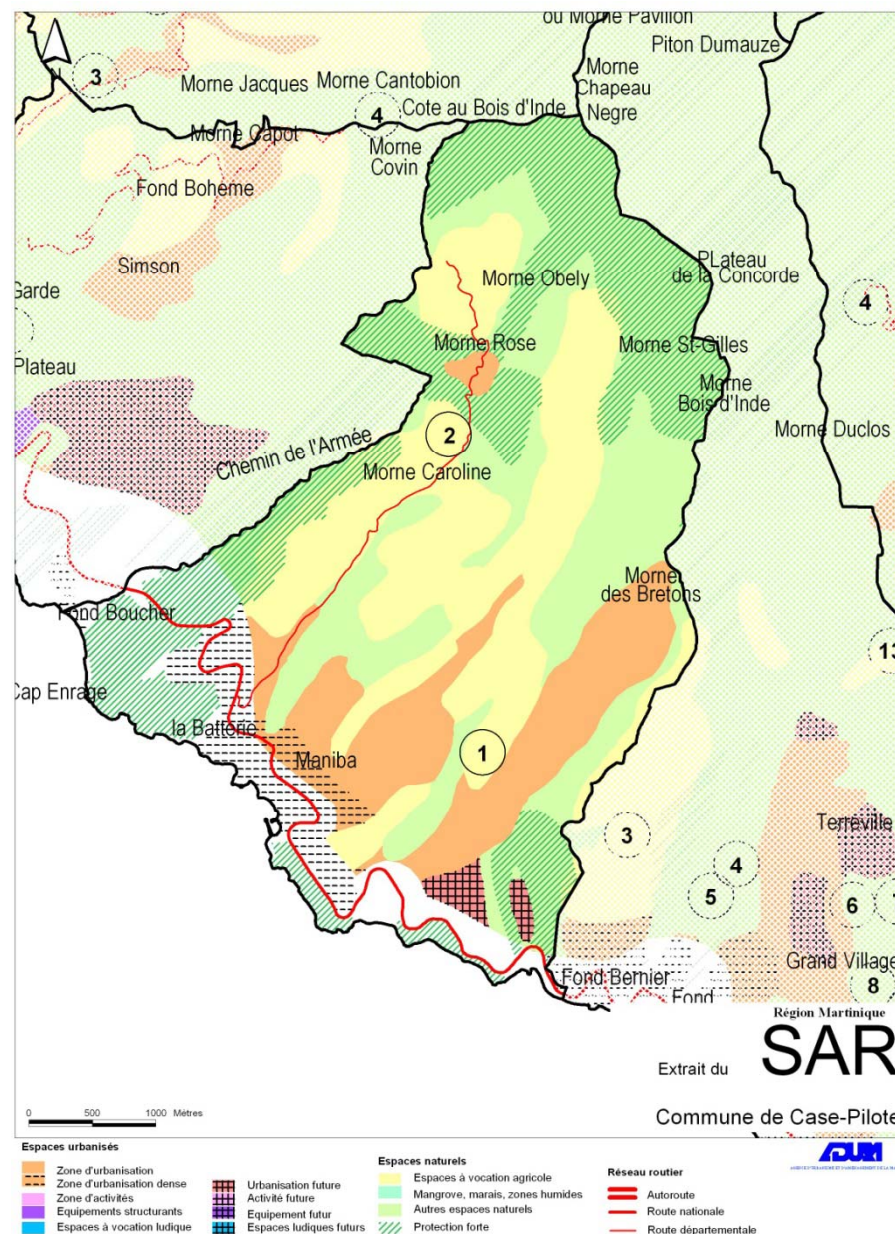 ou Morne Pavillon
Piton Dumauze
N
3
Morne Jacques
Morne Cantobion
Morne
Chapeau
Negre
4
Cote au Bois d'Inde
Morne Capot
Morne
Covin
Fond Boheme
Simson
Garde
Morne Obely
PLateau
de la Concorde
4
Morne Rose
Morne St-Gilles
Plateau
Morne
Bois d'Inde
Chemin de l'Armée
2
Morne Duclos
Morne Caroline
Morne
des Bretons
Fond Boucher
13
Cap Enrage
la Batterie
Maniba
1
3
Terreville
4
5
6
Grand Village
Fond Bernier
8
Fond
Région Martinique
Extrait du
SAR
Commune de Case-Pilote
0 500 1000 Mètres
Espaces urbanisés
Zone d'urbanisation
Zone d'urbanisation dense
Zone d'activités
Equipements structurants
Espaces à vocation ludique
Urbanisation future
Activité future
Equipement futur
Espaces ludiques futurs
Espaces naturels
Espaces à vocation agricole
Mangrove, marais, zones humides
Autres espaces naturels
Protection forte
Réseau routier
Autoroute
Route nationale
Route départementale
ADUAM